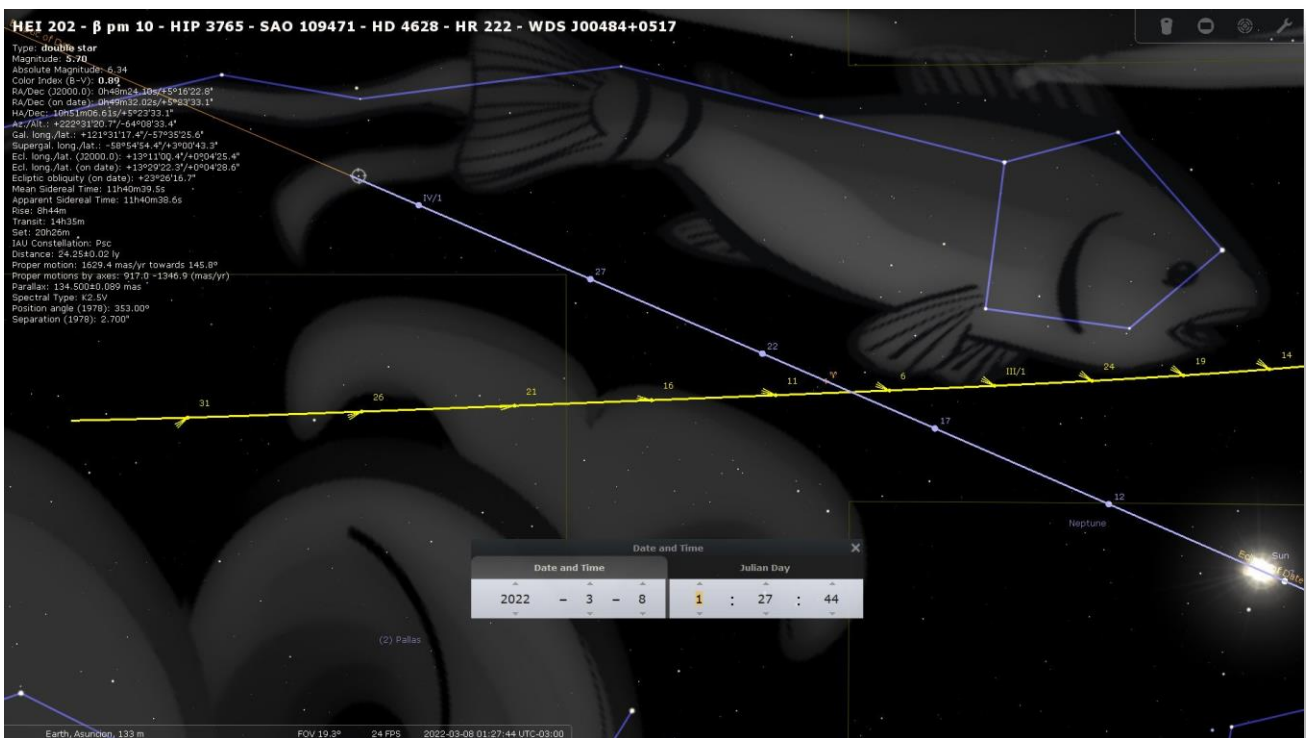 HEI 202 - β pm 10 - HIP 3765 - SAO 109471 - HD 4628 - HR 222 - WDS J00484+0517
Type: double star
Magnitude: 5.70
Absolute Magnitude: 6.34
Color Index (B-V): 0.89
RA/Dec (J2000.0): 0h48m24.10s/+5°16'22.8"
RA/Dec (on date): 0h49m32.02s/+5°23'33.1"
HA/Dec: 10h51m06.61s/+5°23'33.1"
Az./Alt.: +222°31'20.7"/-64°08'33.4"
Gal. long./lat.: +121°31'17.4"/-57°35'25.6"
Supergal. long./lat.: -58°54'54.4"/+3°00'43.3"
Ecl. long./lat. (J2000.0): +13°11'00.4"/+0°04'25.4"
Ecl. long./lat. (on date): +13°29'22.3"/+0°04'28.6"
Ecliptic obliquity (on date): +23°26'16.7"
Mean Sidereal Time: 11h40m39.5s
Apparent Sidereal Time: 11h40m38.6s
Rise: 8h44m
Transit: 14h35m
Set: 20h26m
IAU Constellation: Psc
Distance: 24.25±0.02 ly
Proper motion: 1629.4 mas/yr towards 145.8°
Proper motions by axes: 917.0 -1346.9 (mas/yr)
Parallax: 134.500±0.089 mas
Spectral Type: K2.5V
Position angle (1978): 353.00°
Separation (1978): 2.700"
IV/1
27
22
17
12
31
26
21
16
11
♈
6
III/1
24
19
14
Neptune
Sun
of Date
(2) Pallas
Date and Time
Date and Time Julian Day
2022 - 3 - 8 1 : 27 : 44
Earth, Asuncion, 133 m FOV 19.3° 24 FPS 2022-03-08 01:27:44 UTC-03:00